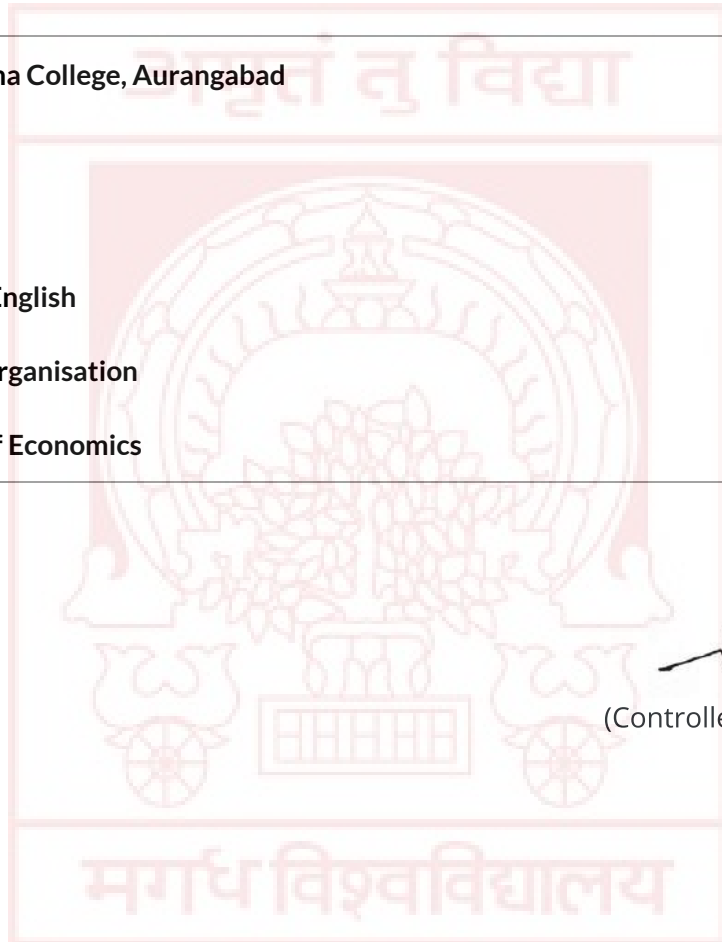 अमृतं तु विद्या
na College, Aurangabad
English
rganisation
f Economics
(Controlle
मगध विश्वविद्यालय